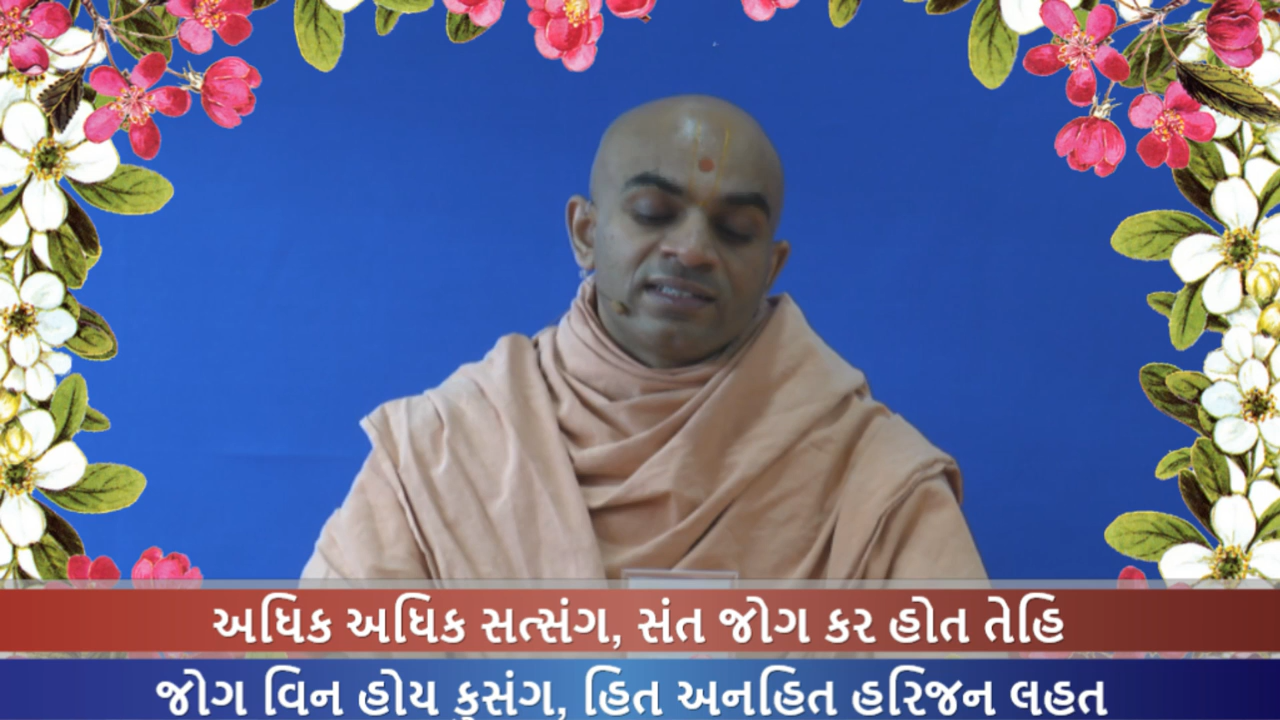 અધિક અધિક સત્સંગ, સંત જોગ કર હોત તેહિ
જોગ વિન હોય કુસંગ, હિત અનહિત હરિજન લહત